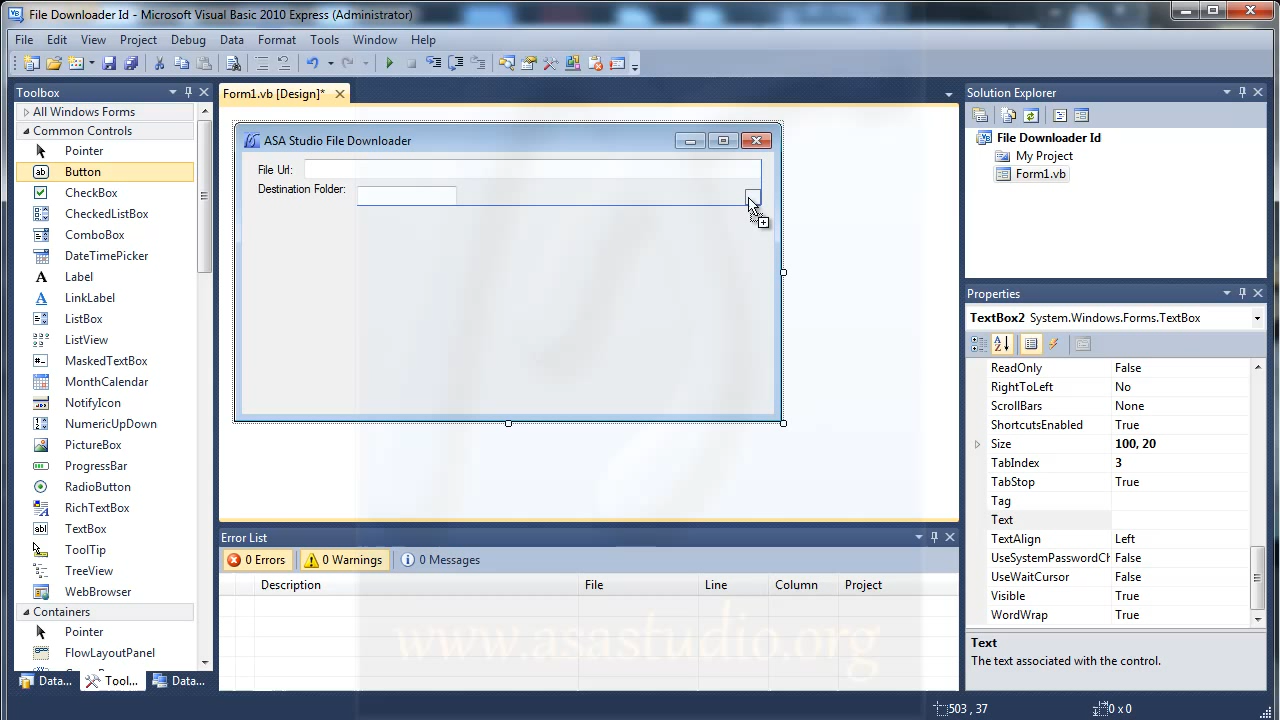 File Downloader Id - Microsoft Visual Basic 2010 Express (Administrator)
File Edit View Project Debug Data Format Tools Window Help
Toolbox
All Windows Forms
Common Controls
Pointer
Button
CheckBox
CheckedListBox
ComboBox
DateTimePicker
Label
LinkLabel
ListBox
ListView
MaskedTextBox
MonthCalendar
NotifyIcon
NumericUpDown
PictureBox
ProgressBar
RadioButton
RichTextBox
TextBox
ToolTip
TreeView
WebBrowser
Containers
Pointer
FlowLayoutPanel
Data... Tool... Data...
Form1.vb [Design]*
ASA Studio File Downloader
File Url:
Destination Folder:
Error List
0 Errors 0 Warnings 0 Messages
Description File Line Column Project
www.asastudio.org
Solution Explorer
File Downloader Id
My Project
Form1.vb
Properties
TextBox2 System.Windows.Forms.TextBox
ReadOnly False
RightToLeft No
ScrollBars None
ShortcutsEnabled True
Size 100, 20
TabIndex 3
TabStop True
Tag
Text
TextAlign Left
UseSystemPasswordCh False
UseWaitCursor False
Visible True
WordWrap True
Text
The text associated with the control.
503 , 37 0 x 0